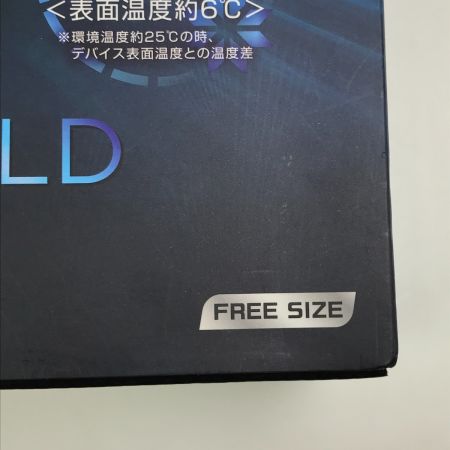 ＜表面温度約6℃＞
※環境温度約25℃の時、
デバイス表面温度との温度差
LD
FREE SIZE